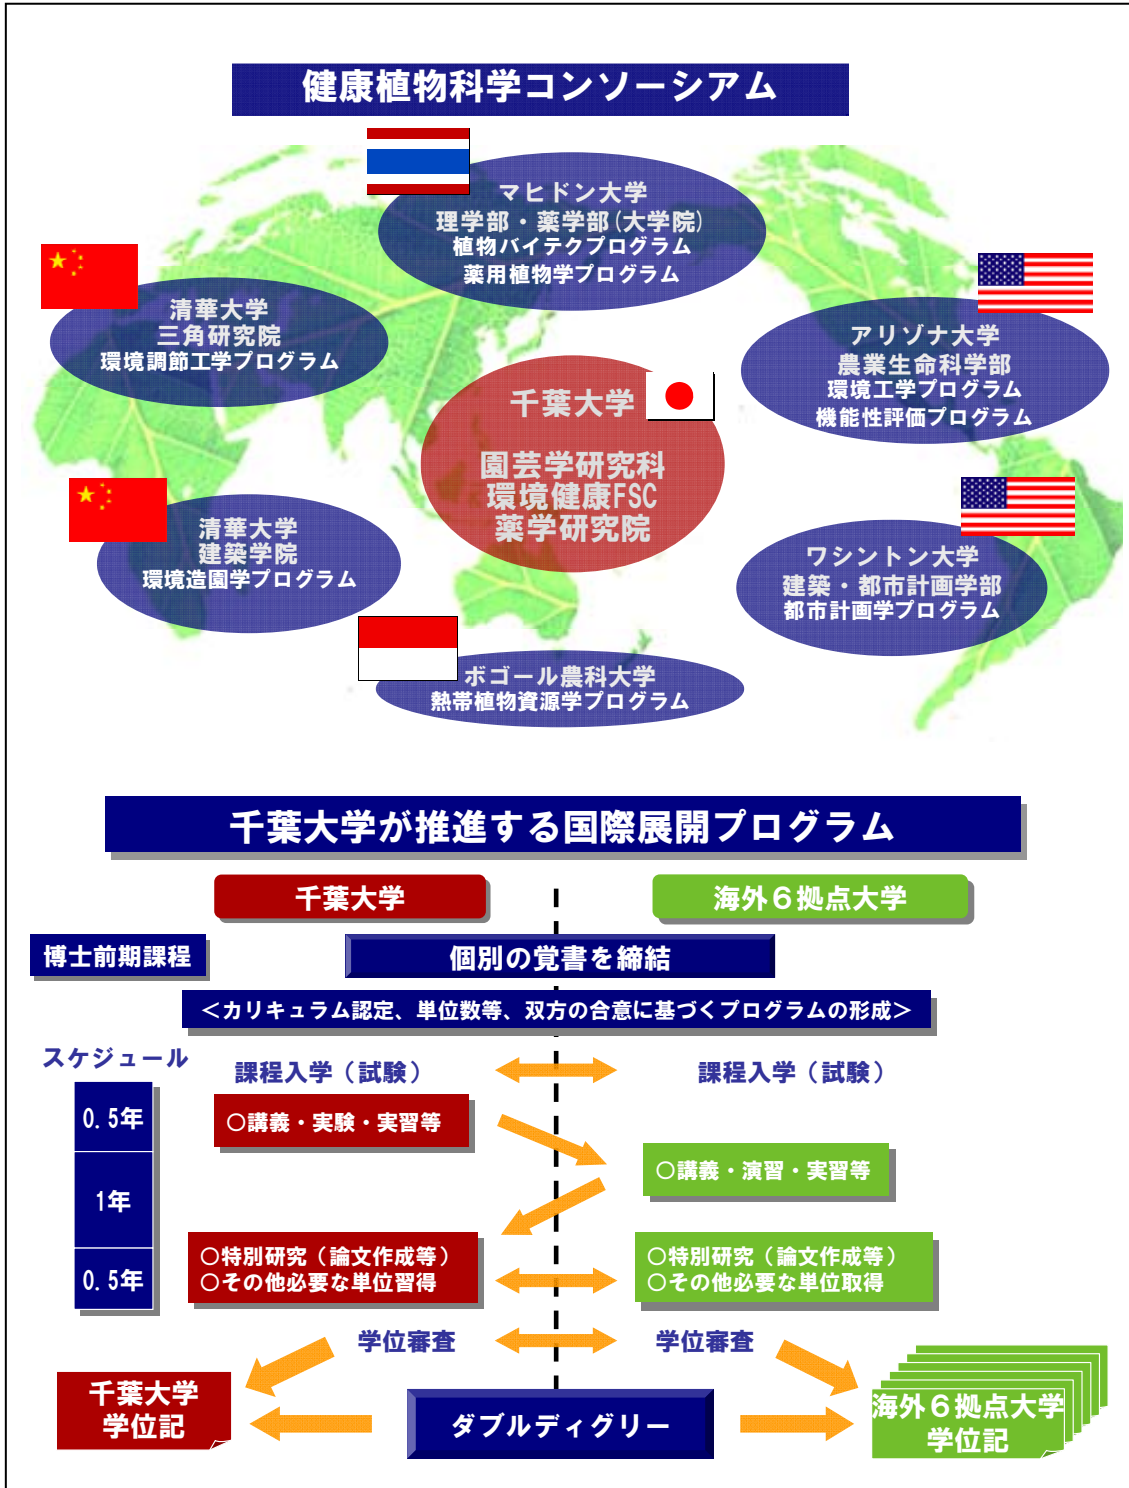 健康植物科学コンソーシアム
マヒドン大学
理学部・薬学部(大学院)
植物バイテクプログラム
薬用植物学プログラム
清華大学
三角研究院
環境調節工学プログラム
アリゾナ大学
農業生命科学部
環境工学プログラム
機能性評価プログラム
千葉大学
園芸学研究科
環境健康FSC
薬学研究院
清華大学
建築学院
環境造園学プログラム
ワシントン大学
建築・都市計画学部
都市計画学プログラム
ボゴール農科大学
熱帯植物資源学プログラム
千葉大学が推進する国際展開プログラム
千葉大学
海外6拠点大学
博士前期課程
個別の覚書を締結
<カリキュラム認定、単位数等、双方の合意に基づくプログラムの形成>
スケジュール
課程入学(試験)
課程入学(試験)
0.5年
○講義・実験・実習等
○講義・演習・実習等
1年
○特別研究(論文作成等)
○その他必要な単位習得
○特別研究(論文作成等)
○その他必要な単位取得
0.5年
学位審査
学位審査
千葉大学
学位記
ダブルディグリー
海外6拠点大学
学位記